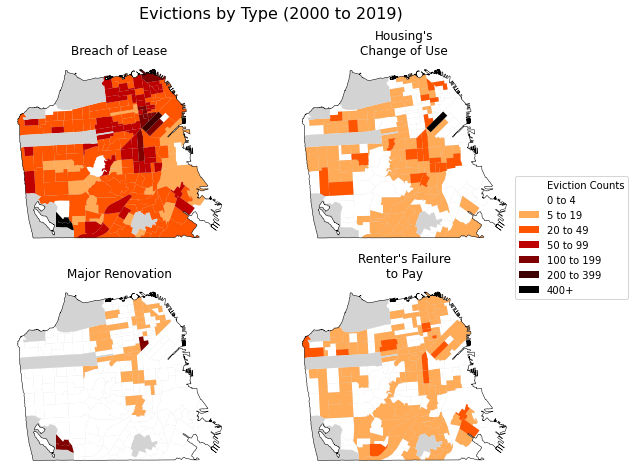 Evictions by Type (2000 to 2019)
Breach of Lease
Housing's
Change of Use
Major Renovation
Renter's Failure
to Pay
Eviction Counts
0 to 4
5 to 19
20 to 49
50 to 99
100 to 199
200 to 399
400+